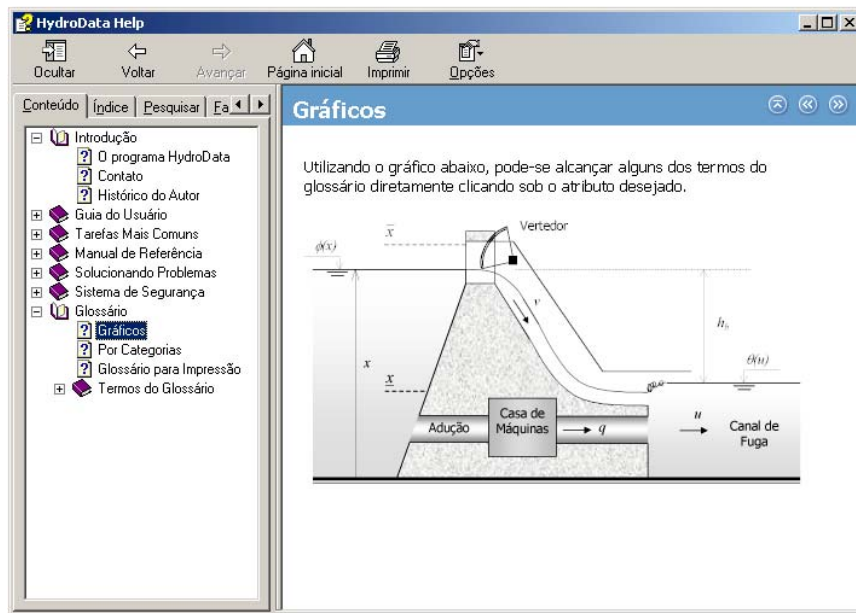 HydroData Help
Ocultar Voltar Avançar Página inicial Imprimir Opções
Conteúdo Índice Pesquisar Fa
Introdução
O programa HydroData
Contato
Histórico do Autor
Guia do Usuário
Tarefas Mais Comuns
Manual de Referência
Solucionando Problemas
Sistema de Segurança
Glossário
Gráficos
Por Categorias
Glossário para Impressão
Termos do Glossário
Gráficos
Utilizando o gráfico abaixo, pode-se alcançar alguns dos termos do
glossário diretamente clicando sob o atributo desejado.
x̅
Vertedor
ϕ(x)
v
hb
θ(u)
x
x̲
Adução
Casa de
Máquinas
q
u
Canal de
Fuga